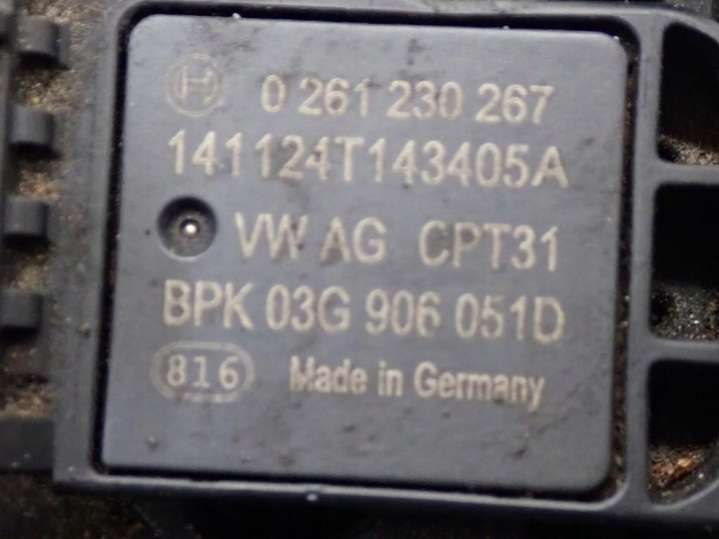 0 261 230 267
141124T143405A
VW AG CPT31
BPK 03G 906 051D
816 Made in Germany